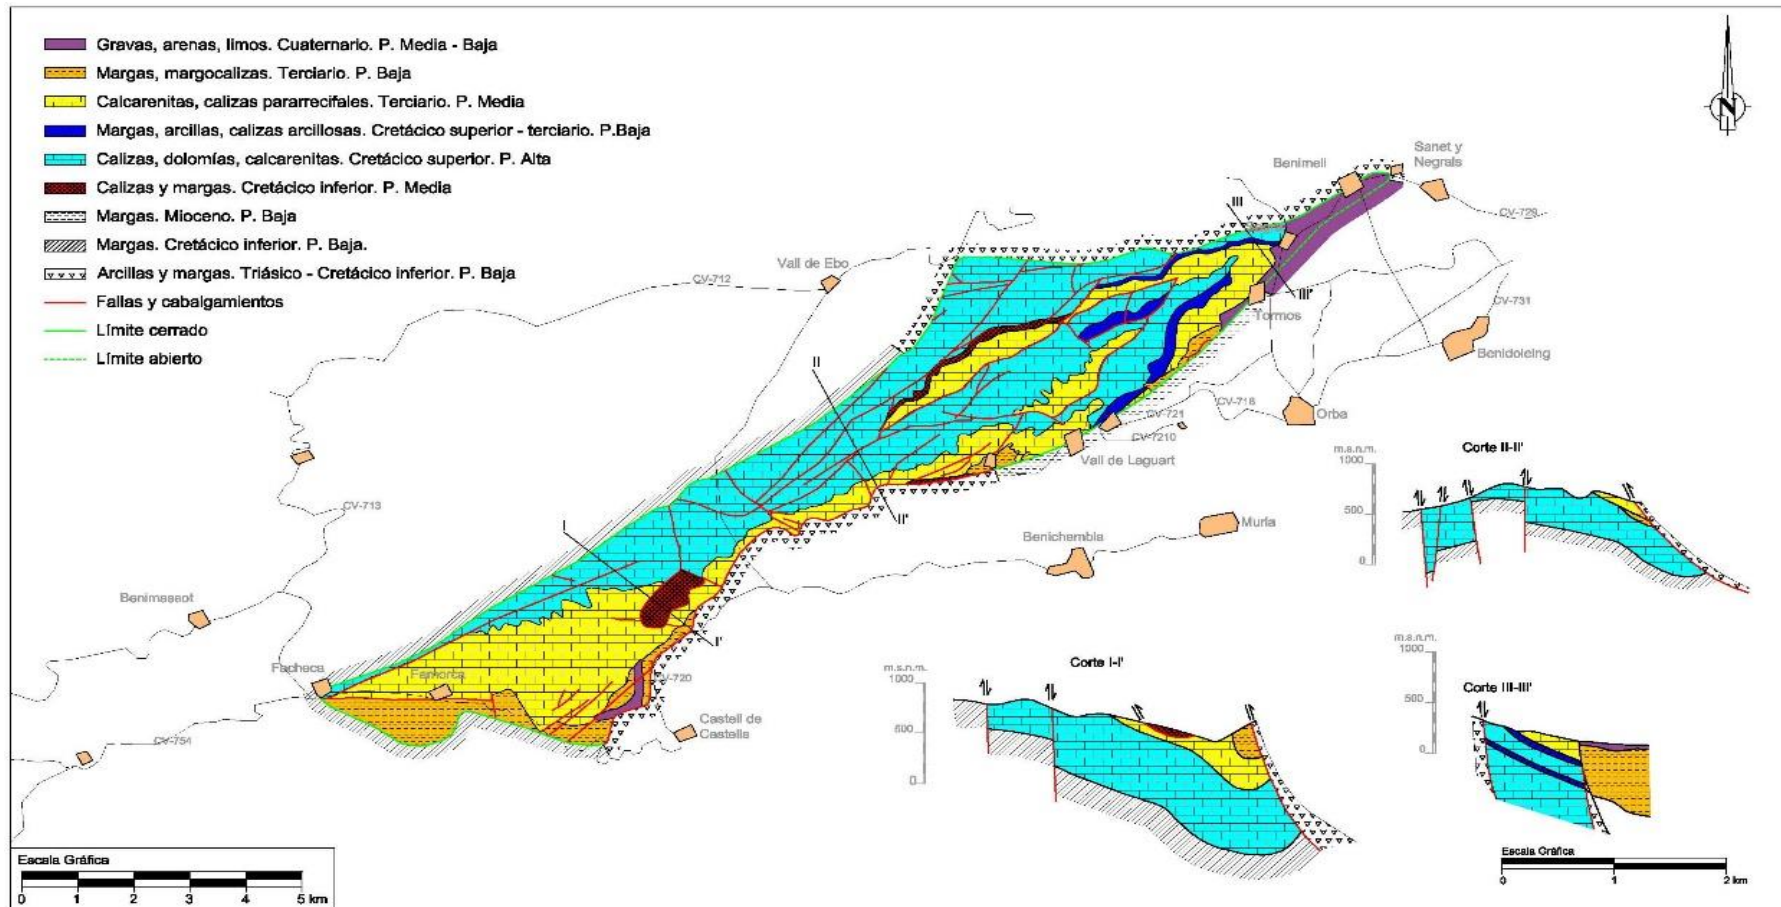 Gravas, arenas, limos. Cuaternario. P. Media - Baja
Margas, margocalizas. Terciario. P. Baja
Calcarenitas, calizas pararrecifales. Terciario. P. Media
Margas, arcillas, calizas arcillosas. Cretácico superior - terciario. P.Baja
Calizas, dolomías, calcarenitas. Cretácico superior. P. Alta
Calizas y margas. Cretácico inferior. P. Media
Margas. Mioceno. P. Baja
Margas. Cretácico inferior. P. Baja.
Arcillas y margas. Triásico - Cretácico inferior. P. Baja
Fallas y cabalgamientos
Límite cerrado
Límite abierto
N
Sanet y
Negrals
Benimeli
CV-729
III
Vall de Ebo
CV-712
III'
Tormos
CV-731
Benidoleig
II
CV-721
CV-718
Orba
CV-7210
Vall de Laguart
CV-713
I
II'
Benichembla
Murla
Benimassot
I'
Facheca
Famorca
V-720
Castell de
Castells
CV-754
Corte II-II'
m.s.n.m.
1000
500
0
Corte I-I'
m.s.n.m.
1000
500
0
Corte III-III'
m.s.n.m.
1000
500
0
Escala Gráfica
0 1 2 3 4 5 km
Escala Gráfica
0 1 2 km